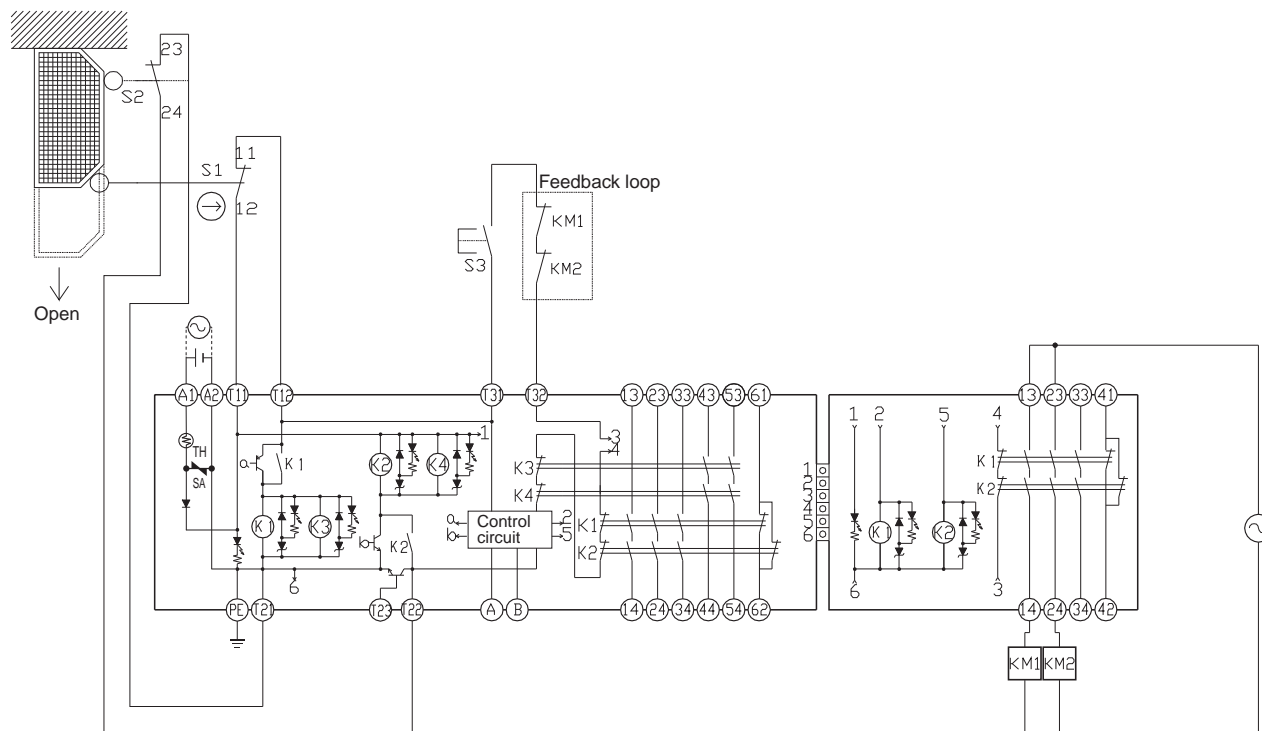 23
S2
24
11
S1
12
Feedback loop
KM1
S3
KM2
Open
A1 A2 T11 T12 T31 T32 13 23 33 43 53 61 13 23 33 41
1 2 5 4
1
TH
3
4
a K1 K2 K4 K3 K1
SA
K4 K2
1
2
3
4
5
6
K1 K3 a Control circuit 2 K1 K1 K2
b b 5
K2 K2
6 6 3
PE T21 T23 T22 A B 14 24 34 44 54 62 14 24 34 42
KM1 KM2